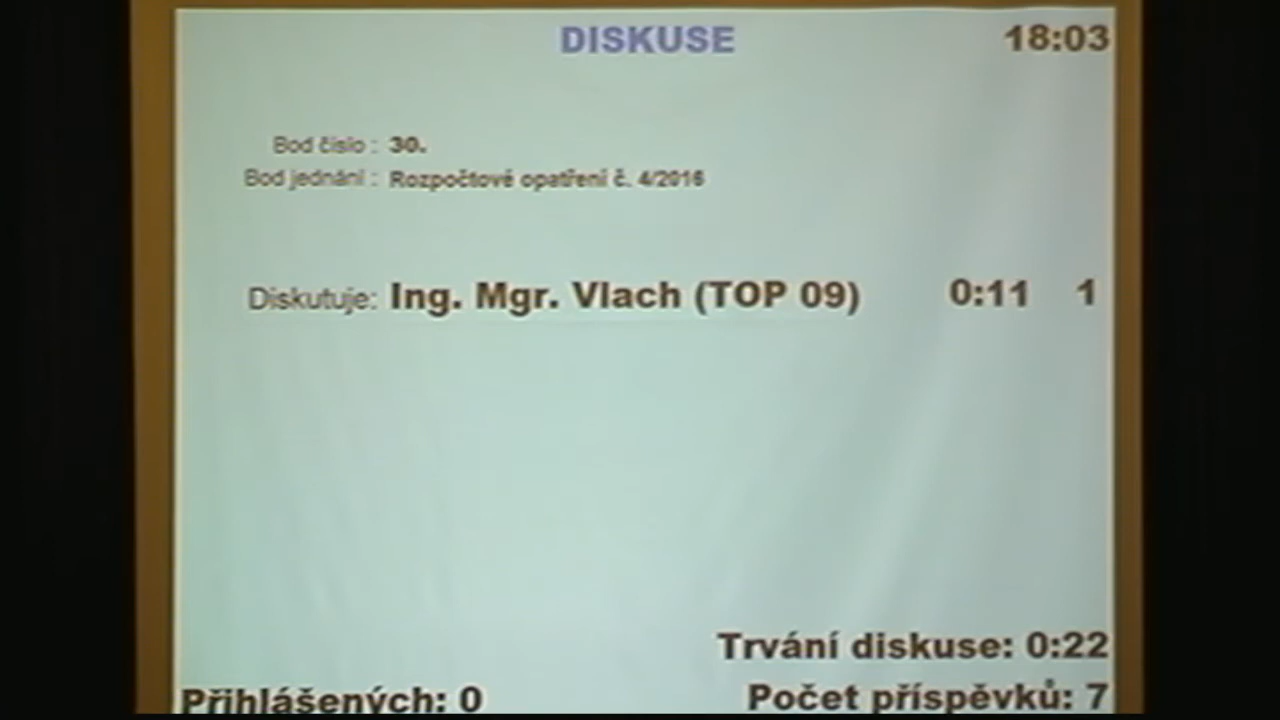 DISKUSE 18:03
Bod číslo : 30.
Bod jednání : Rozpočtové opatření č. 4/2016
Diskutuje: Ing. Mgr. Vlach (TOP 09) 0:11 1
Trvání diskuse: 0:22
Přihlášených: 0 Počet příspěvků: 7